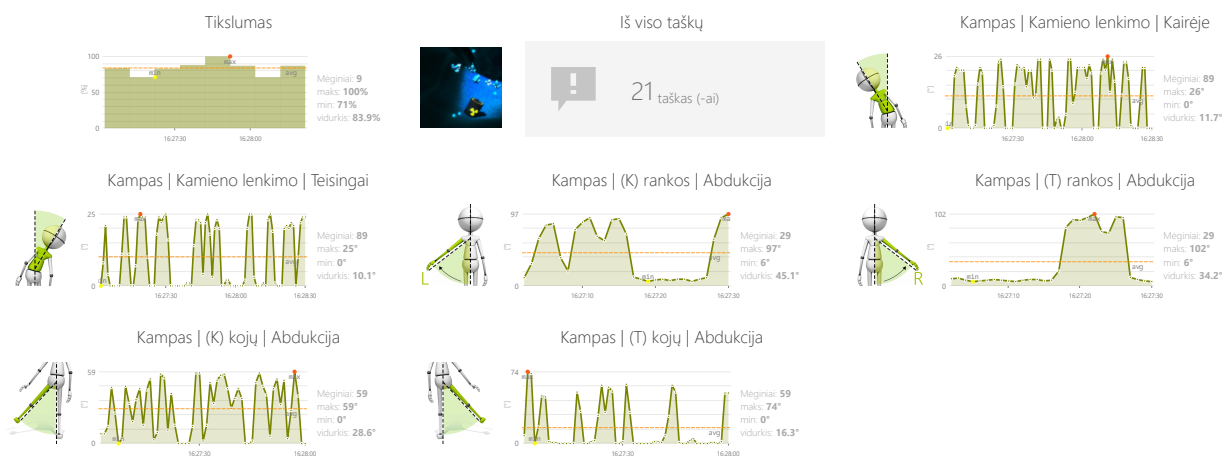 Tikslumas
100
50
0
[%]
min
max
avg
16:27:30
16:28:00
Mėginiai: 9
maks: 100%
min: 71%
vidurkis: 83.9%
Iš viso taškų
21 taškas (-ai)
Kampas | Kamieno lenkimo | Kairėje
26
0
[°]
max
avg
16:27:30
16:28:00
16:28:30
Mėginiai: 89
maks: 26°
min: 0°
vidurkis: 11.7°
Kampas | Kamieno lenkimo | Teisingai
25
0
[°]
max
avg
16:27:30
16:28:00
16:28:30
Mėginiai: 89
maks: 25°
min: 0°
vidurkis: 10.1°
Kampas | (K) rankos | Abdukcija
L
97
0
[°]
min
avg
16:27:10
16:27:20
16:27:30
Mėginiai: 29
maks: 97°
min: 6°
vidurkis: 45.1°
Kampas | (T) rankos | Abdukcija
R
102
0
[°]
min
max
avg
16:27:10
16:27:20
16:27:30
Mėginiai: 29
maks: 102°
min: 6°
vidurkis: 34.2°
Kampas | (K) kojų | Abdukcija
59
0
[°]
min
max
avg
16:27:30
16:28:00
Mėginiai: 59
maks: 59°
min: 0°
vidurkis: 28.6°
Kampas | (T) kojų | Abdukcija
74
0
[°]
max
min
avg
16:27:30
16:28:00
Mėginiai: 59
maks: 74°
min: 0°
vidurkis: 16.3°